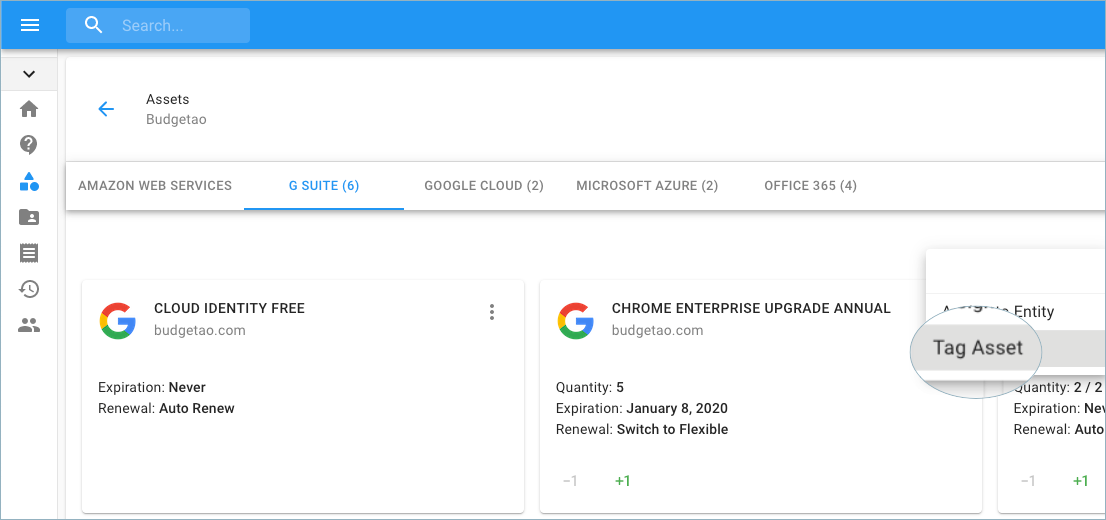 Search...
Assets
Budgetao
AMAZON WEB SERVICES
G SUITE (6)
GOOGLE CLOUD (2)
MICROSOFT AZURE (2)
OFFICE 365 (4)
Entity
Tag Asset
CLOUD IDENTITY FREE
budgetao.com
Expiration: Never
Renewal: Auto Renew
CHROME ENTERPRISE UPGRADE ANNUAL
budgetao.com
Quantity: 5
Expiration: January 8, 2020
Renewal: Switch to Flexible
−1 +1
Quantity: 2 / 2
Expiration: Nev
Renewal: Auto
−1 +1